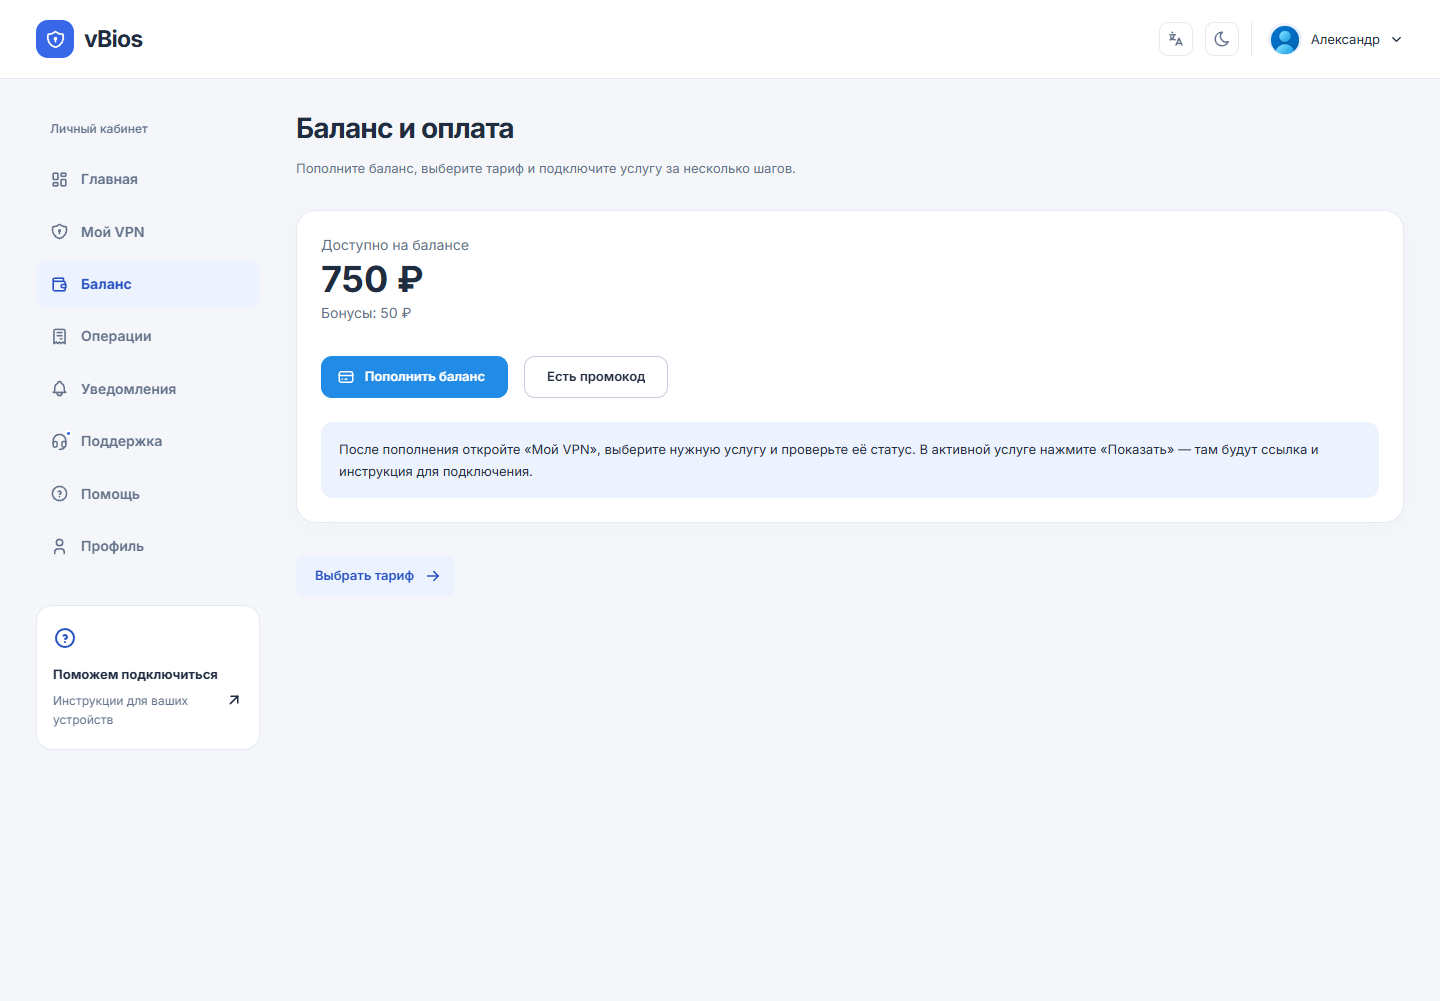 vBios
Александр
Личный кабинет
Главная
Мой VPN
Баланс
Операции
Уведомления
Поддержка
Помощь
Профиль
Поможем подключиться
Инструкции для ваших
устройств
Баланс и оплата
Пополните баланс, выберите тариф и подключите услугу за несколько шагов.
Доступно на балансе
750 ₽
Бонусы: 50 ₽
Пополнить баланс
Есть промокод
После пополнения откройте «Мой VPN», выберите нужную услугу и проверьте её статус. В активной услуге нажмите «Показать» — там будут ссылка и
инструкция для подключения.
Выбрать тариф